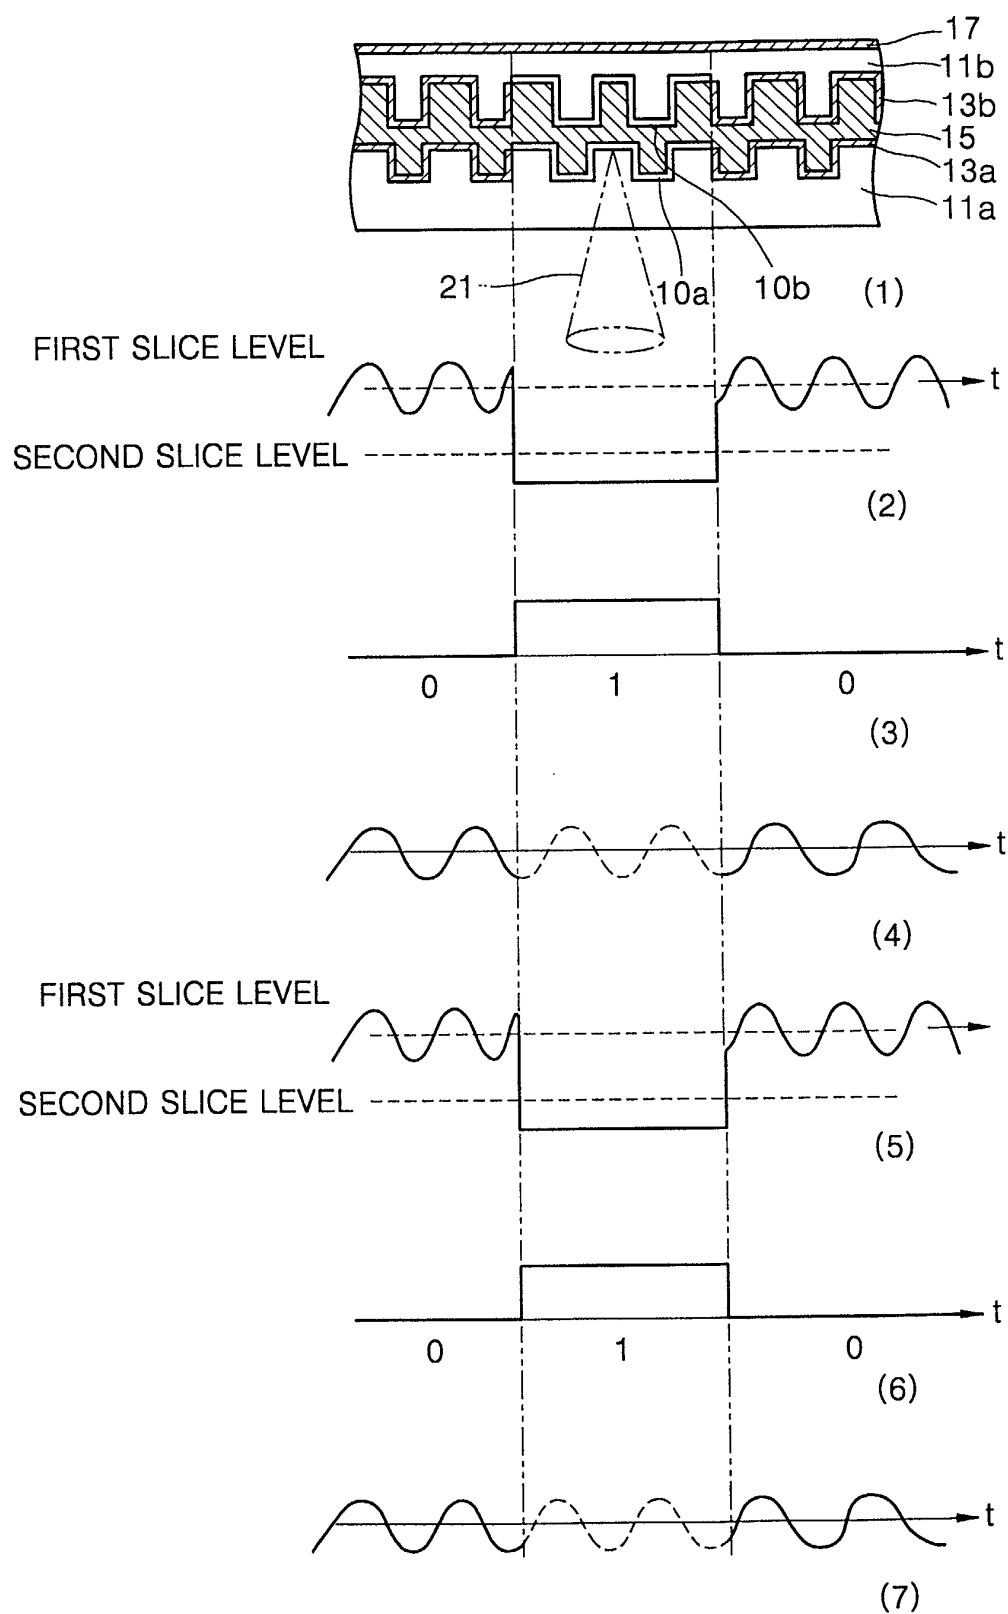 17
11b
13b
15
13a
11a
21
10a
10b
(1)
FIRST SLICE LEVEL
t
SECOND SLICE LEVEL
(2)
t
0 1 0
(3)
t
(4)
FIRST SLICE LEVEL
SECOND SLICE LEVEL
(5)
t
0 1 0
(6)
t
(7)